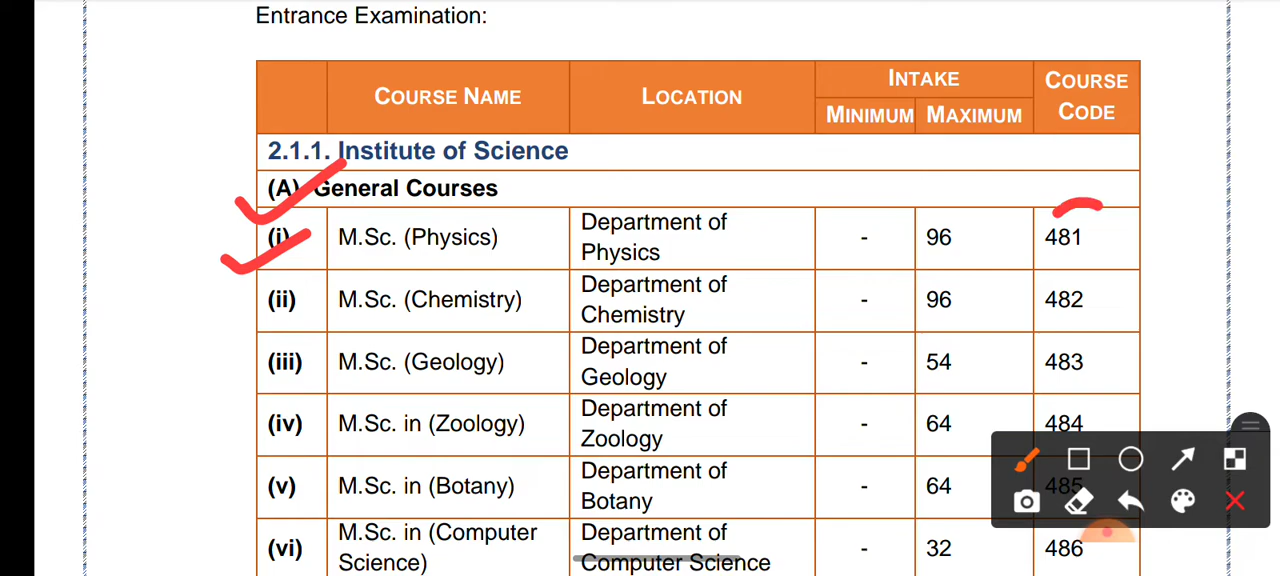 Entrance Examination:
COURSE NAME LOCATION INTAKE COURSE CODE
MINIMUM MAXIMUM
2.1.1. Institute of Science
(A) General Courses
(i) M.Sc. (Physics) Department of Physics - 96 481
(ii) M.Sc. (Chemistry) Department of Chemistry - 96 482
(iii) M.Sc. (Geology) Department of Geology - 54 483
(iv) M.Sc. in (Zoology) Department of Zoology - 64 484
(v) M.Sc. in (Botany) Department of Botany - 64 485
(vi) M.Sc. in (Computer Science) Department of Computer Science - 32 486